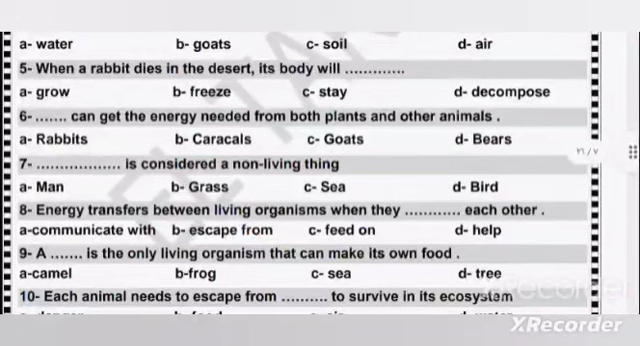 a- water b- goats c- soil d- air
5- When a rabbit dies in the desert, its body will .............
a- grow b- freeze c- stay d- decompose
6- ....... can get the energy needed from both plants and other animals .
a- Rabbits b- Caracals c- Goats d- Bears
7- ................... is considered a non-living thing
a- Man b- Grass c- Sea d- Bird
8- Energy transfers between living organisms when they ............ each other .
a-communicate with b- escape from c- feed on d- help
9- A ....... is the only living organism that can make its own food .
a-camel b-frog c- sea d- tree
10- Each animal needs to escape from .......... to survive in its ecosystem
XRecorder